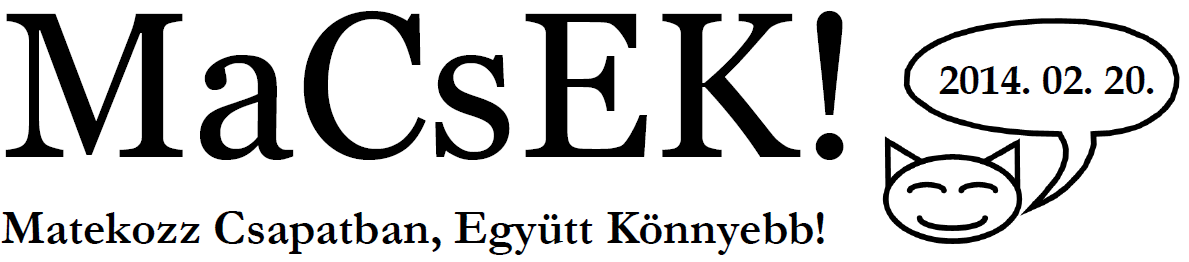 MaCsEK!
2014. 02. 20.
Matekozz Csapatban, Együtt Könnyebb!